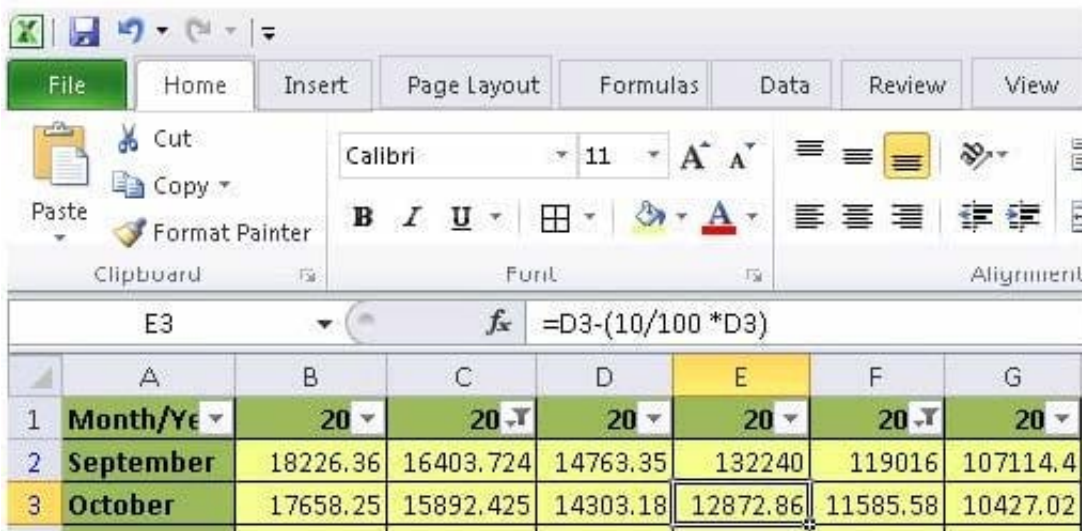 File Home Insert Page Layout Formulas Data Review View
Cut
Copy
Paste
Format Painter
Calibri 11 A A
B I U A
Clipboard Font Alignment
E3 fx =D3-(10/100 *D3)
A B C D E F G
1 Month/Ye 20 20 20 20 20 20
2 September 18226.36 16403.724 14763.35 132240 119016 107114.4
3 October 17658.25 15892.425 14303.18 12872.86 11585.58 10427.02